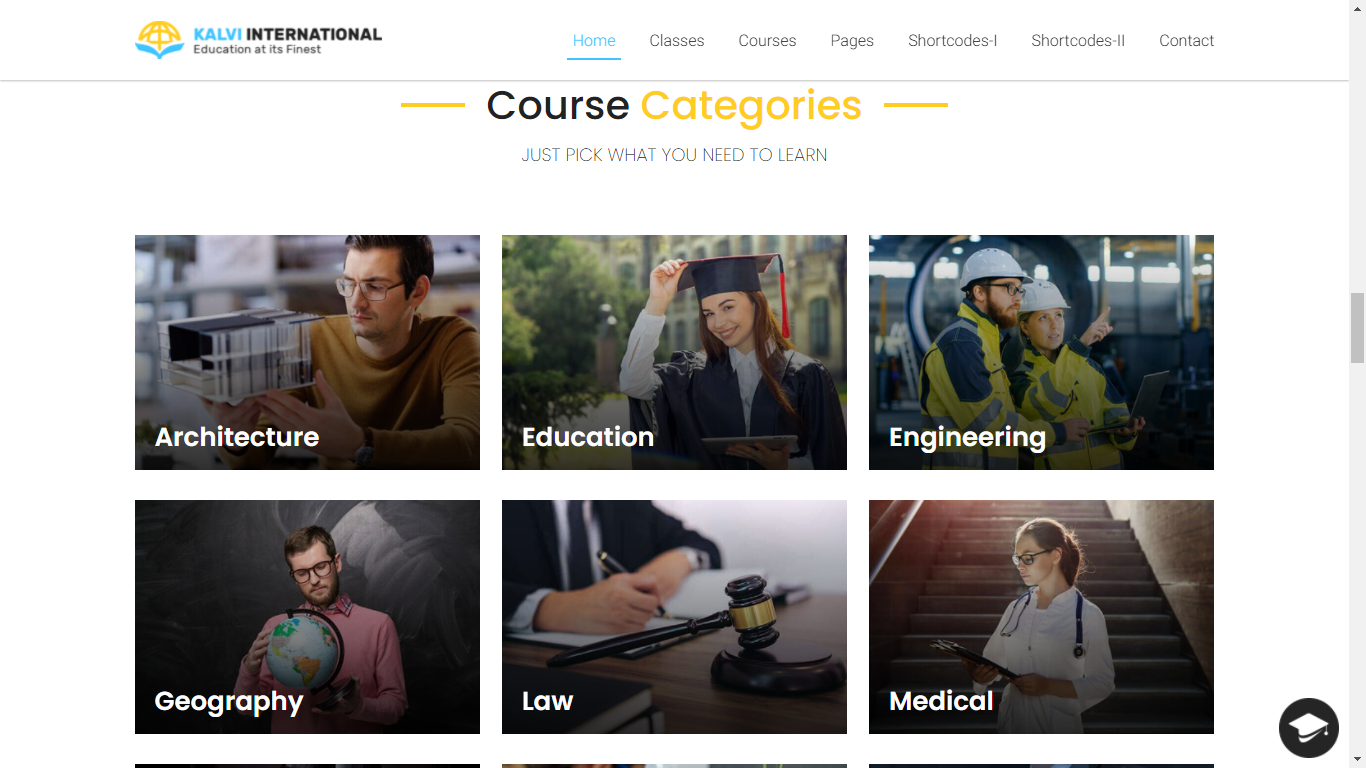 KALVI INTERNATIONAL
Education at its Finest
Home Classes Courses Pages Shortcodes-I Shortcodes-II Contact
Course Categories
JUST PICK WHAT YOU NEED TO LEARN
Architecture
Education
Engineering
Geography
Law
Medical